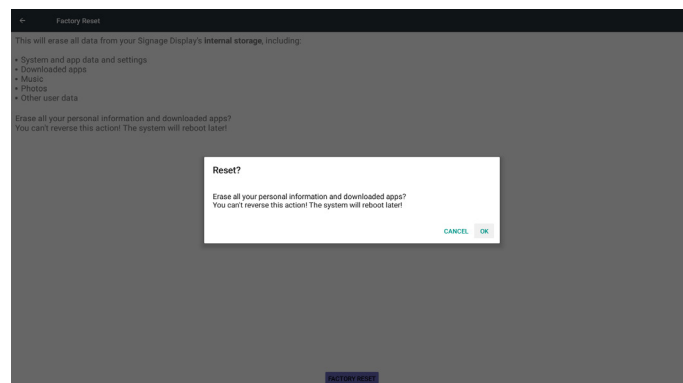 Factory Reset
This will erase all data from your Signage Display's internal storage, including:
• System and app data and settings
• Downloaded apps
• Music
• Photos
• Other user data
Erase all your personal information and downloaded apps?
You can't reverse this action! The system will reboot later!
Reset?
Erase all your personal information and downloaded apps?
You can't reverse this action! The system will reboot later!
CANCEL OK
FACTORY RESET